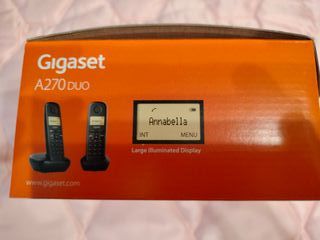 Gigaset
A270 DUO
Annabella
INT MENU
Large Illuminated Display
www.gigaset.com